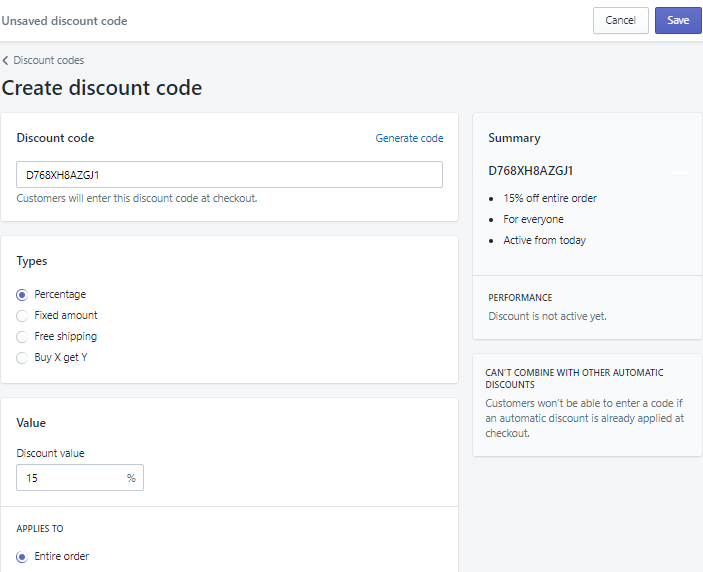 Unsaved discount code
Cancel
Save
Discount codes
Create discount code
Discount code
Generate code
D768XH8AZGJ1
Customers will enter this discount code at checkout.
Types
Percentage
Fixed amount
Free shipping
Buy X get Y
Value
Discount value
15 %
APPLIES TO
Entire order
Summary
D768XH8AZGJ1
• 15% off entire order
• For everyone
• Active from today
PERFORMANCE
Discount is not active yet.
CAN'T COMBINE WITH OTHER AUTOMATIC
DISCOUNTS
Customers won't be able to enter a code if
an automatic discount is already applied at
checkout.